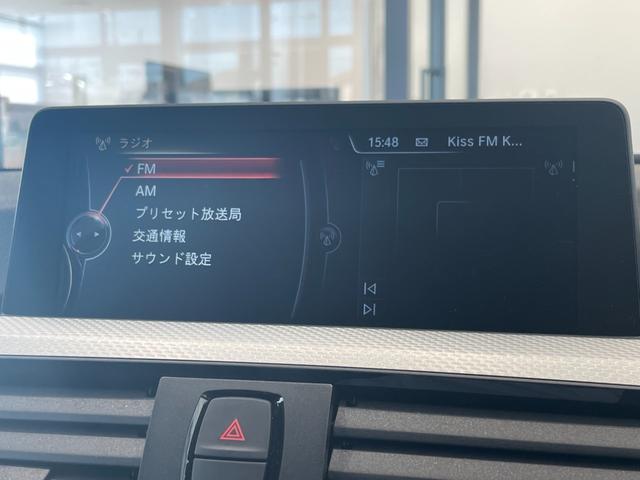 ラジオ
15:48 Kiss FM K...
FM
AM
プリセット放送局
交通情報
サウンド設定